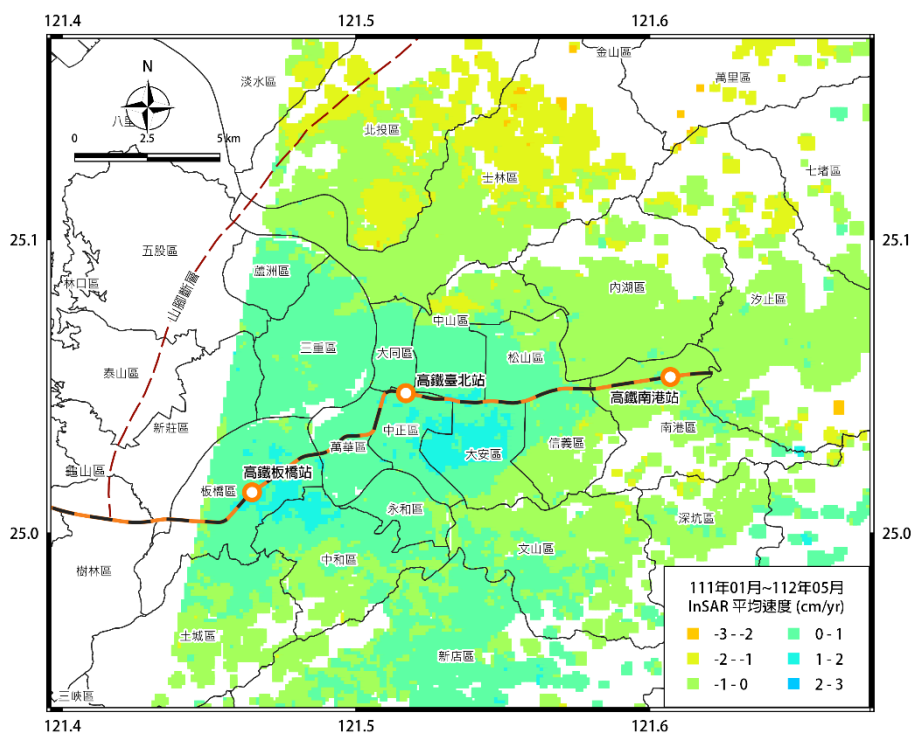 121.4
121.5
121.6
金山區
萬里區
淡水區
N
八里
北投區
0
2.5
5 km
士林區
七堵區
25.1
25.1
五股區
蘆洲區
林口區
內湖區
汐止區
山腳斷層
中山區
三重區
大同區
松山區
泰山區
高鐵臺北站
高鐵南港站
新莊區
中正區
南港區
萬華區
大安區
信義區
龜山區
高鐵板橋站
板橋區
永和區
深坑區
25.0
25.0
文山區
中和區
樹林區
土城區
新店區
三峽區
111年01月~112年05月
InSAR 平均速度 (cm/yr)
-3 - -2
0 - 1
-2 - -1
1 - 2
-1 - 0
2 - 3
121.4
121.5
121.6